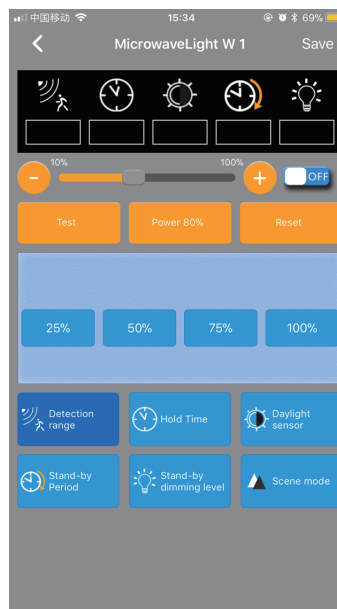 中国移动 15:34 69%
MicrowaveLight W 1 Save
10% 100%
- + OFF
Test Power 80% Reset
25% 50% 75% 100%
Detection range
Hold Time
Daylight sensor
Stand-by Period
Stand-by dimming level
Scene mode